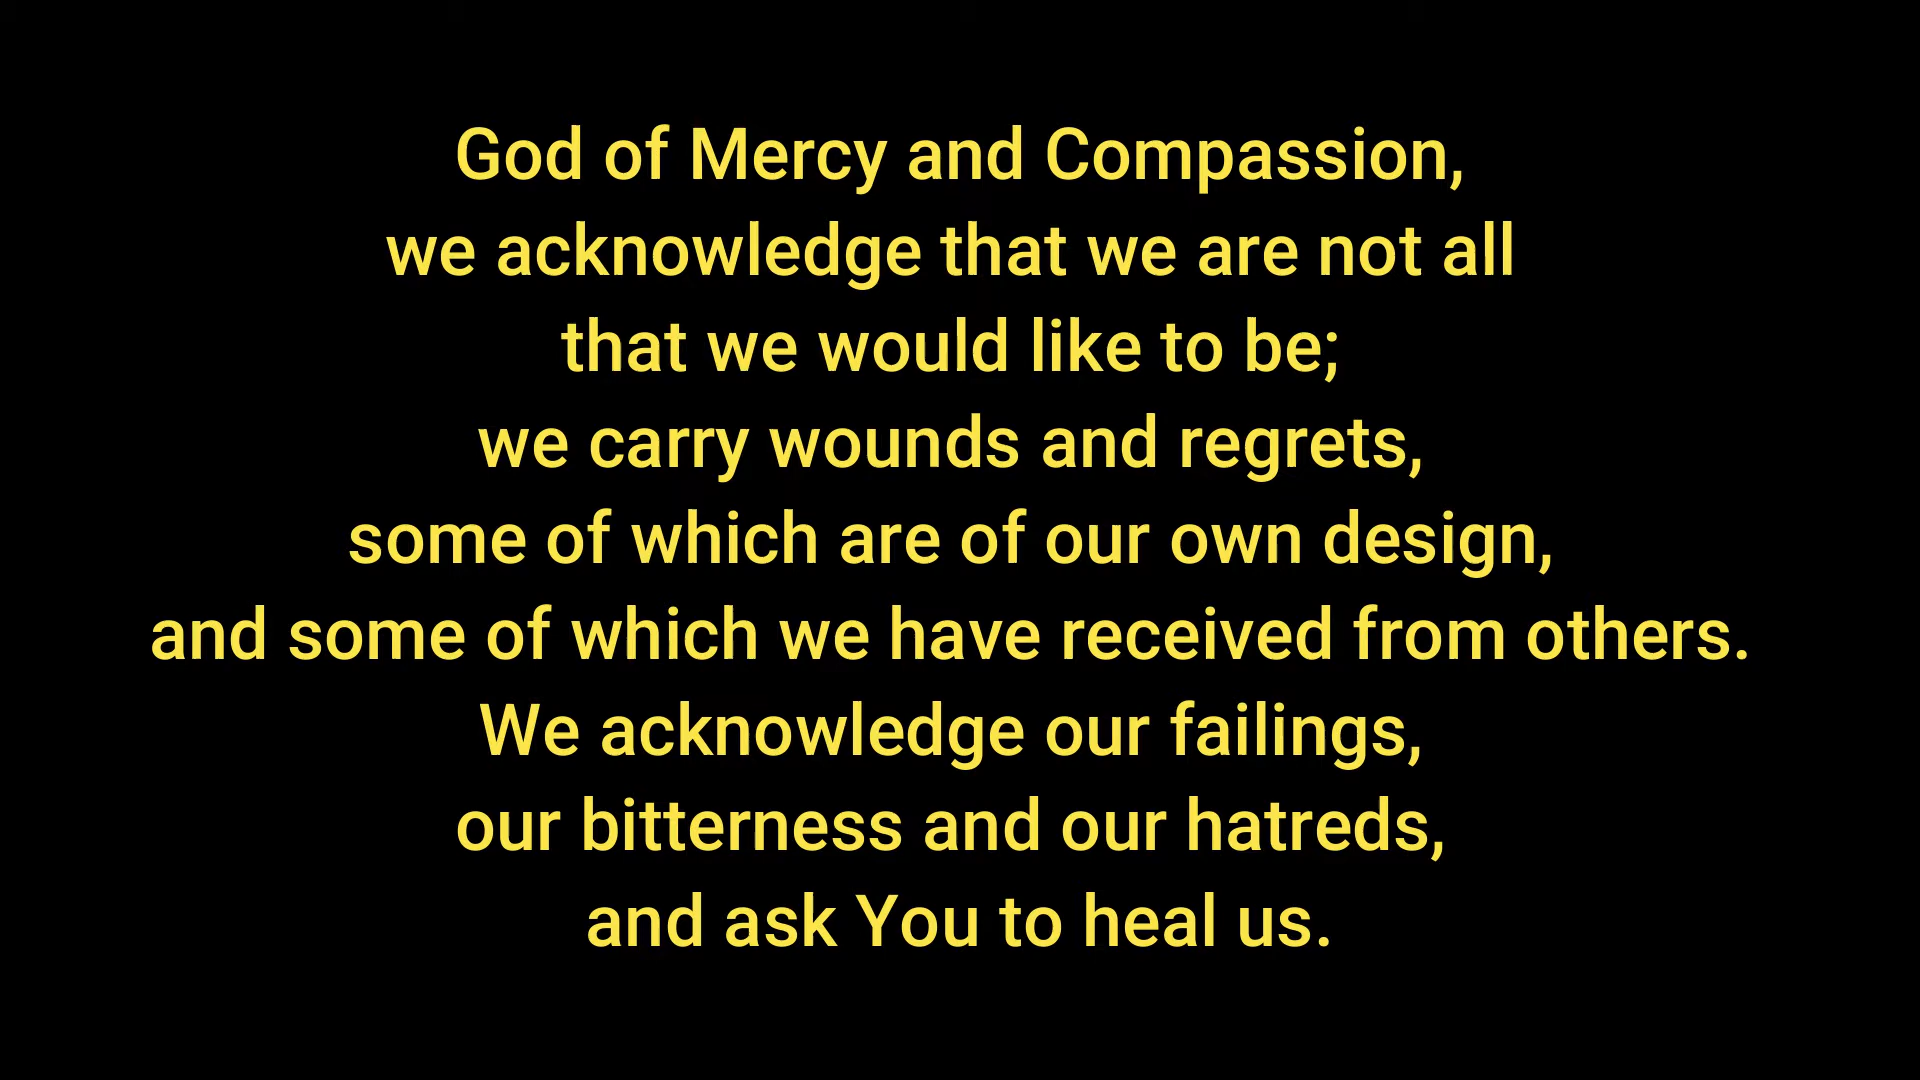 God of Mercy and Compassion,
we acknowledge that we are not all
that we would like to be;
we carry wounds and regrets,
some of which are of our own design,
and some of which we have received from others.
We acknowledge our failings,
our bitterness and our hatreds,
and ask You to heal us.